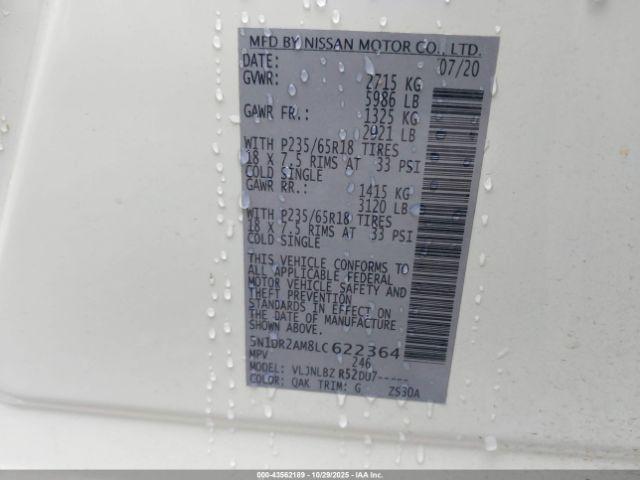 MFD BY NISSAN MOTOR CO., LTD.
DATE: 07/20
GVWR: 2715 KG
5986 LB
GAWR FR.: 1325 KG
2921 LB
WITH P235/65R18 TIRES
18 X 7.5 RIMS AT 33 PSI
COLD SINGLE
GAWR RR.: 1415 KG
3120 LB
WITH P235/65R18 TIRES
18 X 7.5 RIMS AT 33 PSI
COLD SINGLE
THIS VEHICLE CONFORMS TO
ALL APPLICABLE FEDERAL
MOTOR VEHICLE SAFETY AND
THEFT PREVENTION
STANDARDS IN EFFECT ON
THE DATE OF MANUFACTURE
SHOWN ABOVE.
5N1DR2AM8LC622364
MPV 246
MODEL: VLJNLBZ R52DU7-----
COLOR: QAK TRIM: G ZS30A
000-43562189 - 10/29/2025 - IAAI.COM